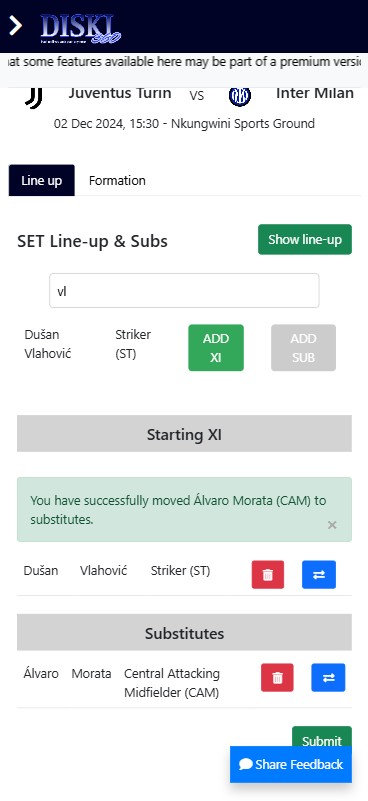 DISKI
360
hat some features available here may be part of a premium versio
Juventus Turin VS Inter Milan
02 Dec 2024, 15:30 - Nkungwini Sports Ground
Line up Formation
SET Line-up & Subs Show line-up
vl
Dušan Striker ADD ADD
Vlahović (ST) XI SUB
Starting XI
You have successfully moved Álvaro Morata (CAM) to
substitutes.
×
Dušan Vlahović Striker (ST)
Substitutes
Álvaro Morata Central Attacking
Midfielder (CAM)
Submit
Share Feedback